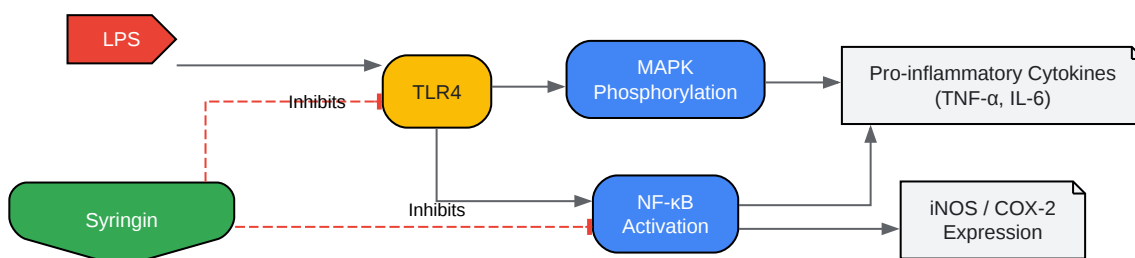 LPS
MAPK
Phosphorylation
Pro-inflammatory Cytokines
(TNF-α, IL-6)
TLR4
Inhibits
Syringin
Inhibits
NF-κB
Activation
iNOS / COX-2
Expression